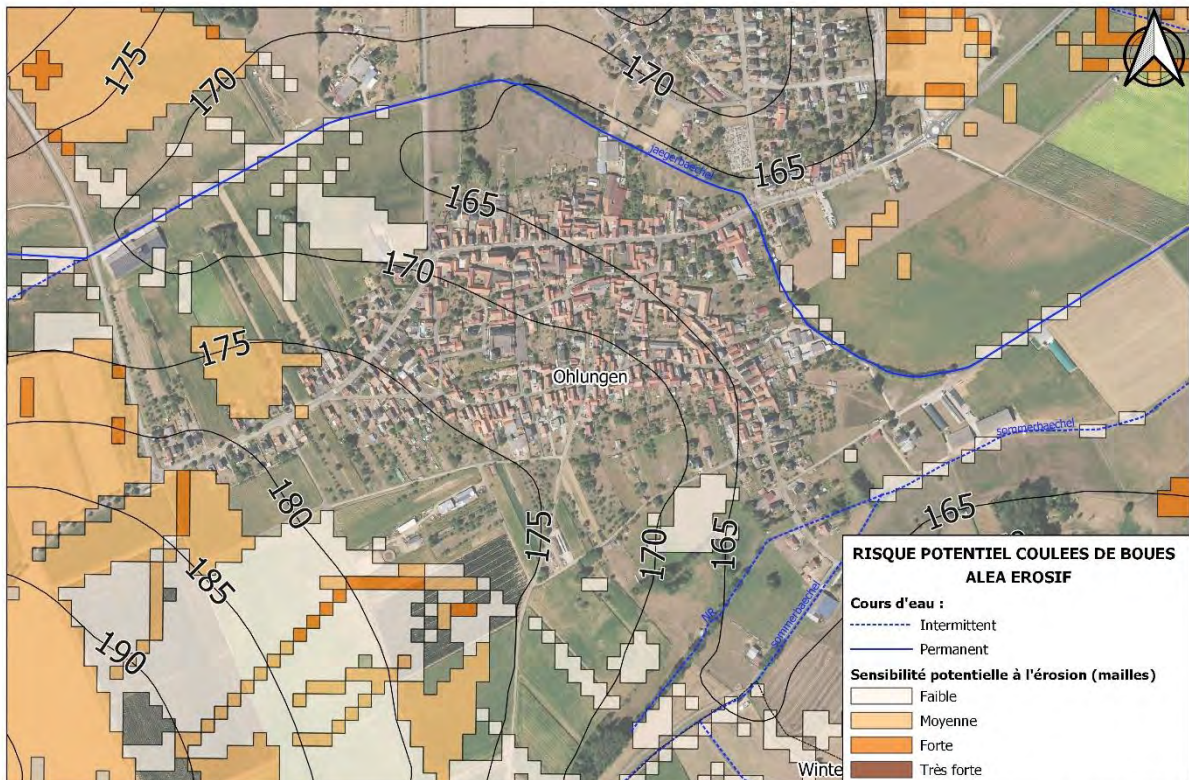 175
170
170
jaegerbaechel
165
165
170
175
Ohlungen
sommerbaechel
180
175
170
165
165
185
190
NR
sommerbaechel
Winte
RISQUE POTENTIEL COULEES DE BOUES
ALEA EROSIF
Cours d'eau :
Intermittent
Permanent
Sensibilité potentielle à l'érosion (mailles)
Faible
Moyenne
Forte
Très forte